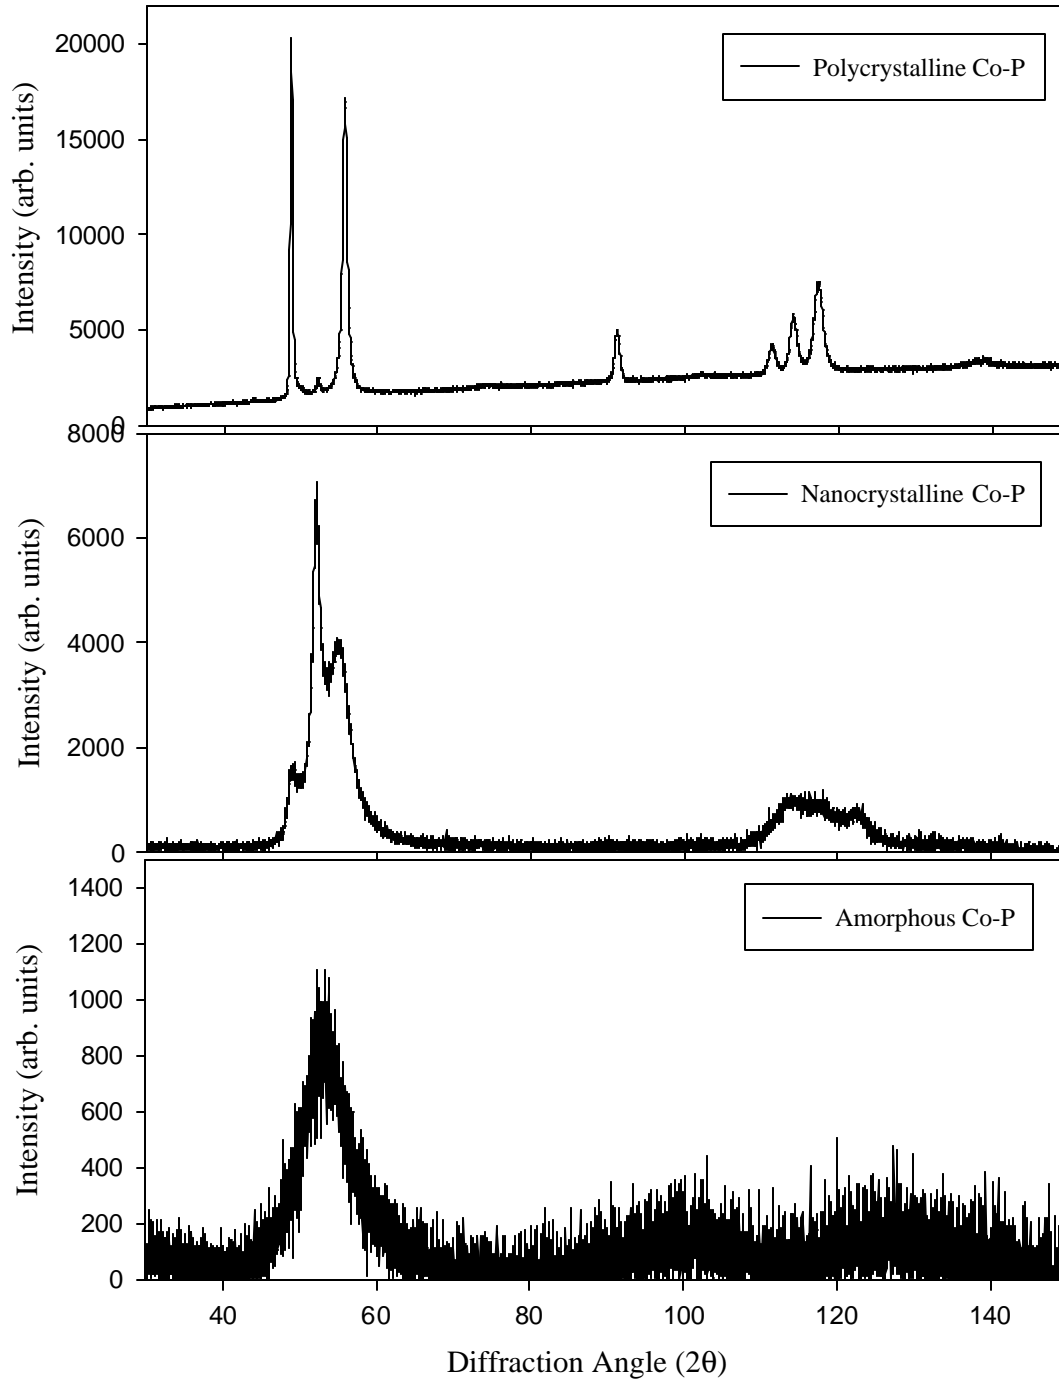 20000
15000
10000
5000
0
Intensity (arb. units)
Polycrystalline Co-P
8000
6000
4000
2000
0
Intensity (arb. units)
Nanocrystalline Co-P
1400
1200
1000
800
600
400
200
0
Intensity (arb. units)
Amorphous Co-P
40 60 80 100 120 140
Diffraction Angle (2θ)